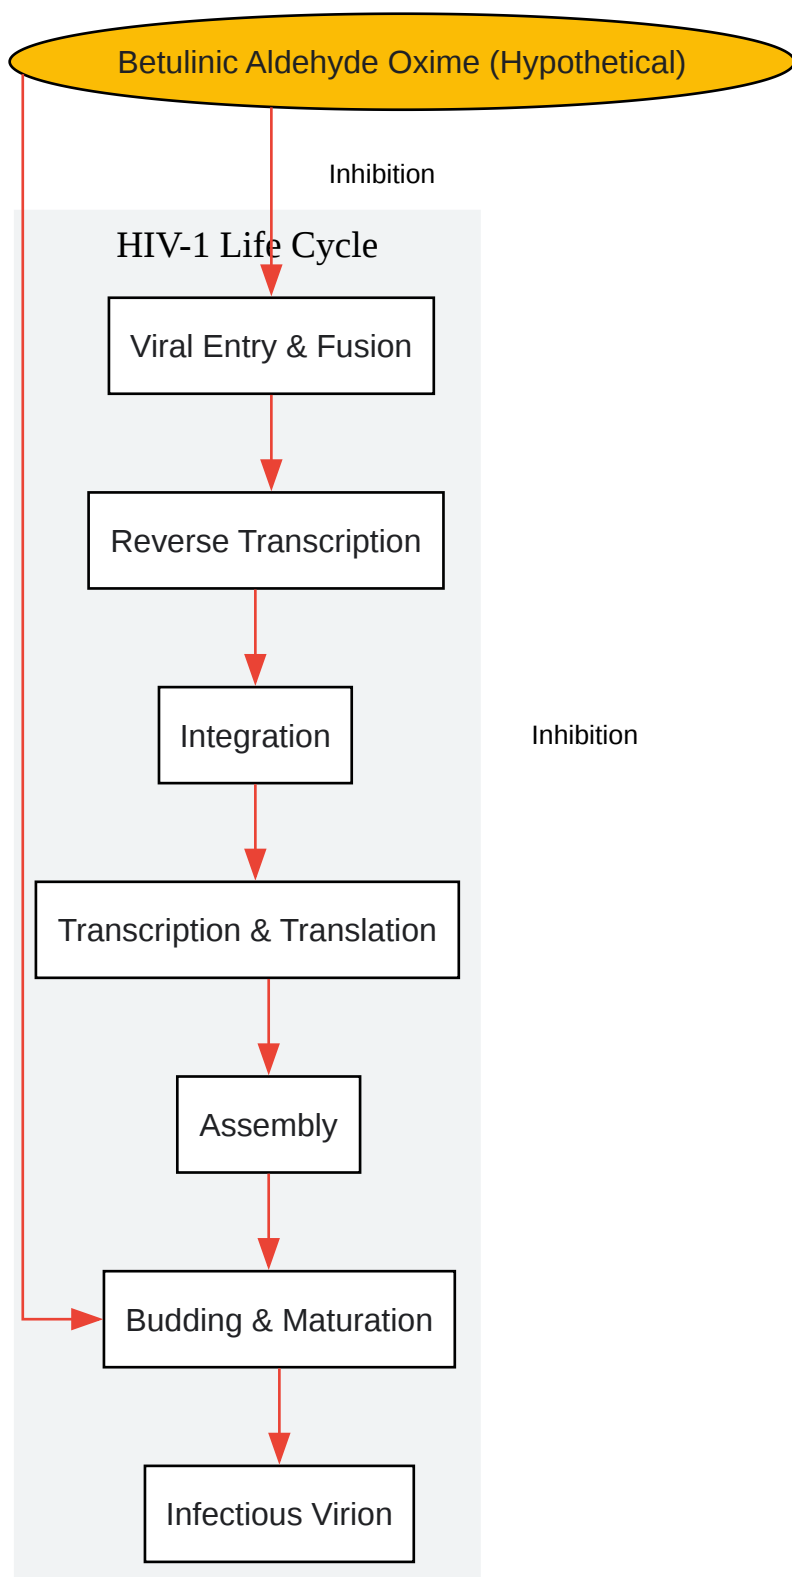 Betulinic Aldehyde Oxime (Hypothetical)
Inhibition
HIV-1 Life Cycle
Viral Entry & Fusion
Reverse Transcription
Integration
Inhibition
Transcription & Translation
Assembly
Budding & Maturation
Infectious Virion